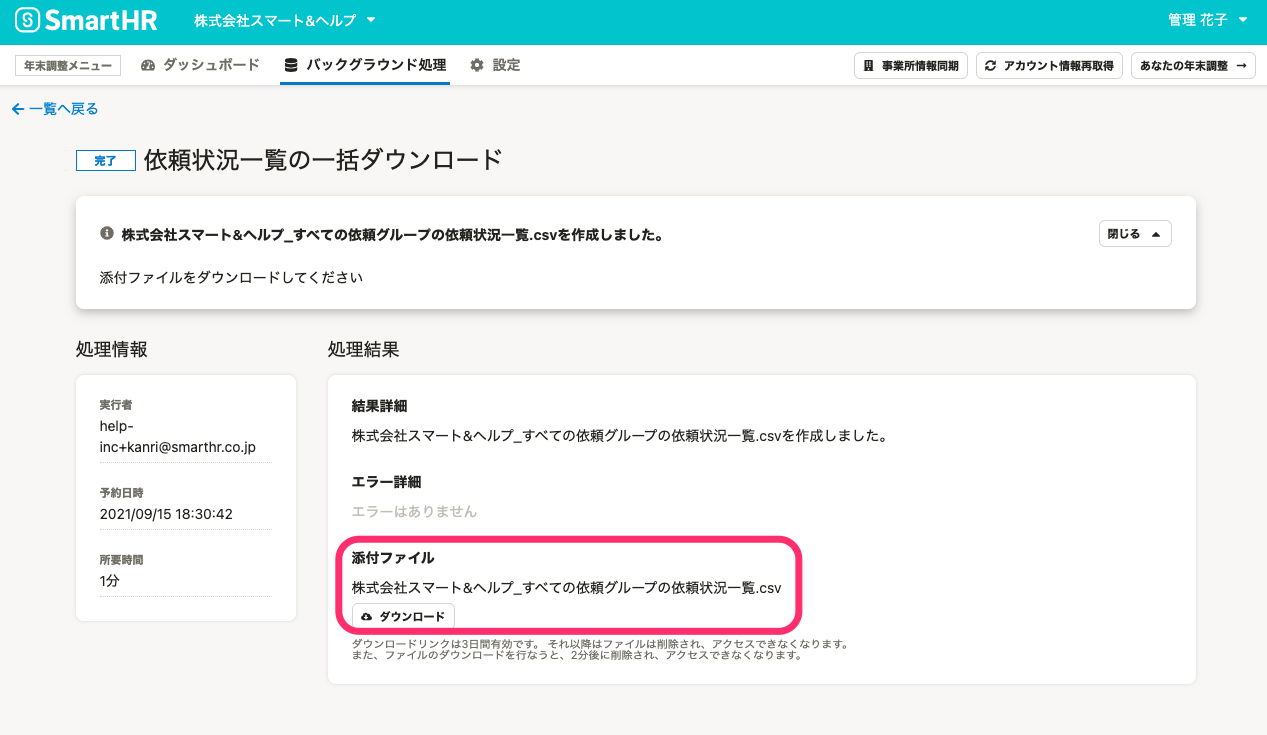 SmartHR 株式会社スマート&ヘルプ 管理 花子
年末調整メニュー ダッシュボード バックグラウンド処理 設定 事業所情報同期 アカウント情報再取得 あなたの年末調整 →
← 一覧へ戻る
完了 依頼状況一覧の一括ダウンロード
株式会社スマート&ヘルプ_すべての依頼グループの依頼状況一覧.csvを作成しました。 閉じる
添付ファイルをダウンロードしてください
処理情報
実行者
help-
inc+kanri@smarthr.co.jp
予約日時
2021/09/15 18:30:42
所要時間
1分
処理結果
結果詳細
株式会社スマート&ヘルプ_すべての依頼グループの依頼状況一覧.csvを作成しました。
エラー詳細
エラーはありません
添付ファイル
株式会社スマート&ヘルプ_すべての依頼グループの依頼状況一覧.csv
ダウンロード
ダウンロードリンクは3日間有効です。 それ以降はファイルは削除され、アクセスできなくなります。
また、ファイルのダウンロードを行なうと、2分後に削除され、アクセスできなくなります。